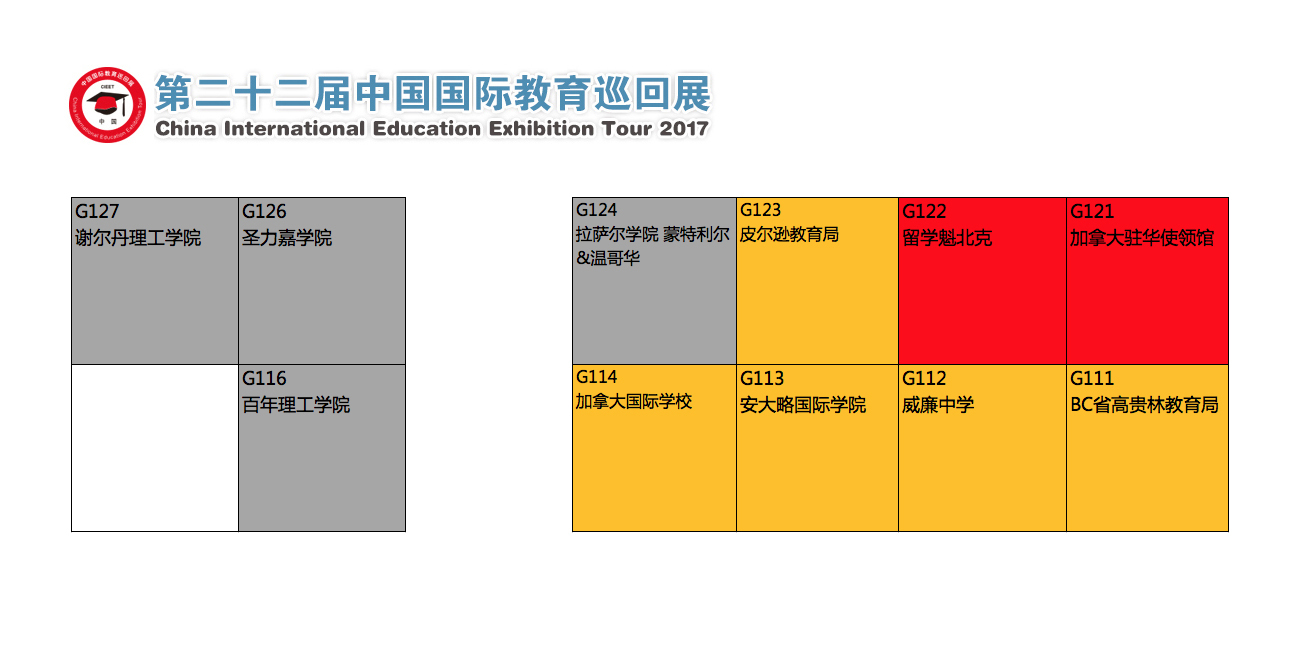 中国国际教育巡回展
CIEET
中 国
China International Education Exhibition Tour
第二十二届中国国际教育巡回展
China International Education Exhibition Tour 2017
G127
谢尔丹理工学院
G126
圣力嘉学院
G124
拉萨尔学院 蒙特利尔
&温哥华
G123
皮尔逊教育局
G122
留学魁北克
G121
加拿大驻华使领馆
G116
百年理工学院
G114
加拿大国际学校
G113
安大略国际学院
G112
威廉中学
G111
BC省高贵林教育局